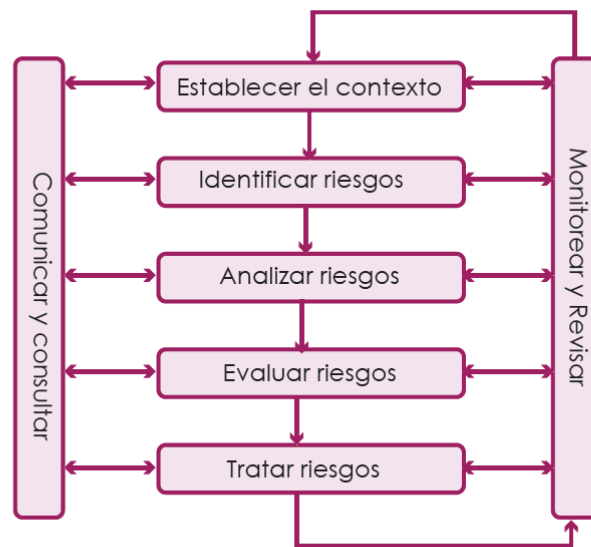 Comunicar y consultar
Establecer el contexto
Identificar riesgos
Analizar riesgos
Evaluar riesgos
Tratar riesgos
Monitorear y Revisar